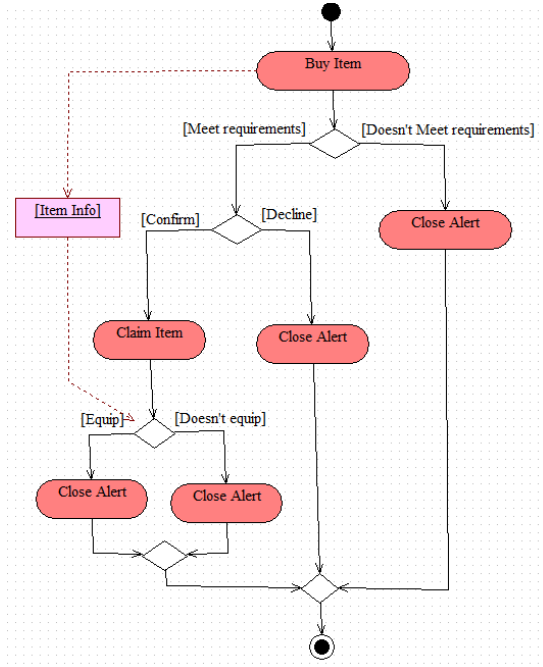 Buy Item
[Meet requirements]
[Doesn't Meet requirements]
[Item Info]
[Confirm]
[Decline]
Close Alert
Claim Item
Close Alert
[Equip]
[Doesn't equip]
Close Alert
Close Alert